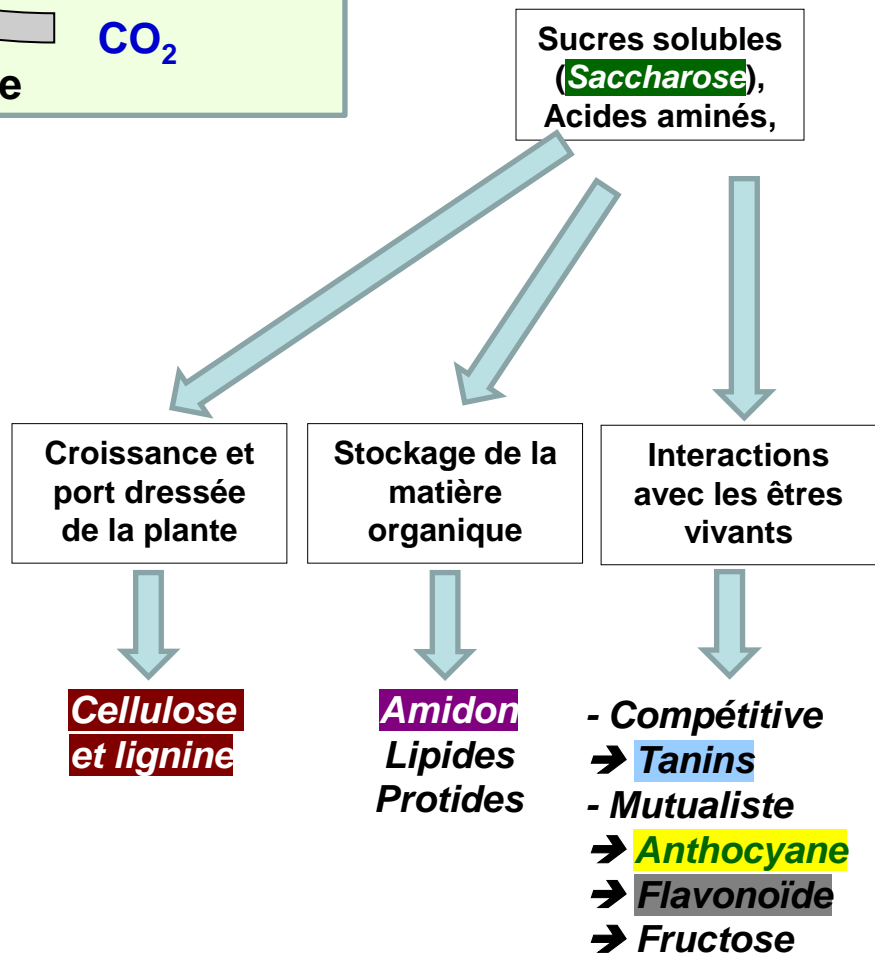 CO₂
e
Sucres solubles
(Saccharose),
Acides aminés,
Croissance et
port dressée
de la plante
Stockage de la
matière
organique
Interactions
avec les êtres
vivants
Cellulose
et lignine
Amidon
Lipides
Protides
- Compétitive
➔ Tanins
- Mutualiste
➔ Anthocyane
➔ Flavonoïde
➔ Fructose